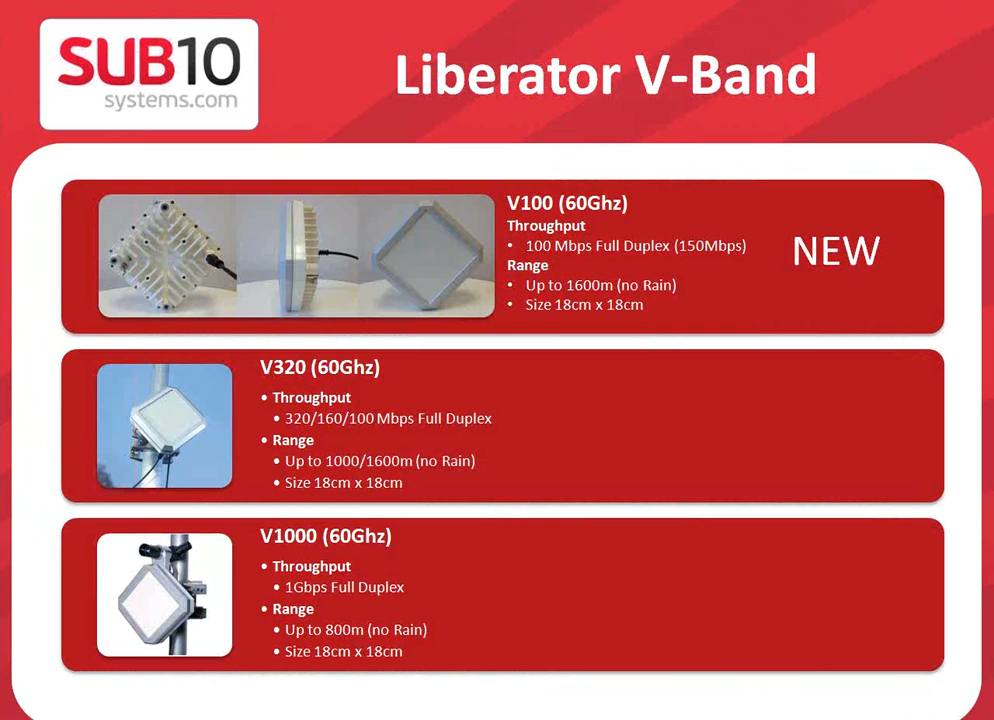 SUB10
systems.com
Liberator V-Band
V100 (60Ghz)
Throughput
• 100 Mbps Full Duplex (150Mbps)
Range
• Up to 1600m (no Rain)
• Size 18cm x 18cm
NEW
V320 (60Ghz)
• Throughput
• 320/160/100 Mbps Full Duplex
• Range
• Up to 1000/1600m (no Rain)
• Size 18cm x 18cm
V1000 (60Ghz)
• Throughput
• 1Gbps Full Duplex
• Range
• Up to 800m (no Rain)
• Size 18cm x 18cm